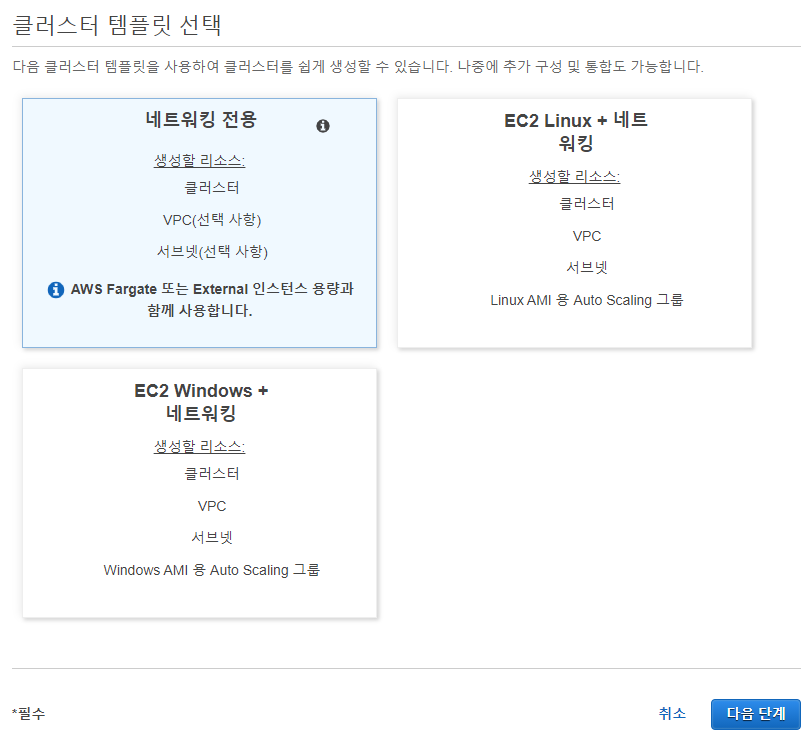 클러스터 템플릿 선택
다음 클러스터 템플릿을 사용하여 클러스터를 쉽게 생성할 수 있습니다. 나중에 추가 구성 및 통합도 가능합니다.
네트워킹 전용
생성할 리소스:
클러스터
VPC(선택 사항)
서브넷(선택 사항)
AWS Fargate 또는 External 인스턴스 용량과
함께 사용합니다.
EC2 Linux + 네트
워킹
생성할 리소스:
클러스터
VPC
서브넷
Linux AMI 용 Auto Scaling 그룹
EC2 Windows +
네트워킹
생성할 리소스:
클러스터
VPC
서브넷
Windows AMI 용 Auto Scaling 그룹
*필수
취소
다음 단계